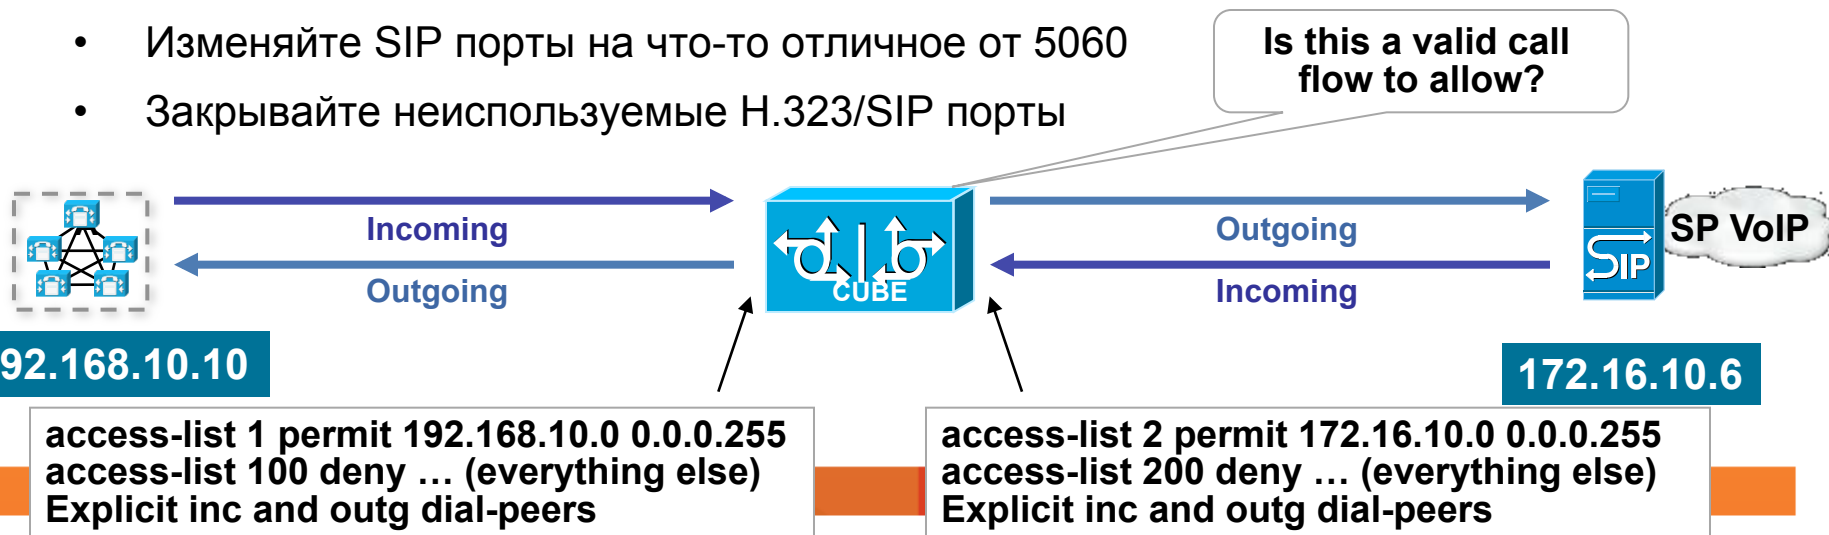 • Изменяйте SIP порты на что-то отличное от 5060
• Закрывайте неиспользуемые H.323/SIP порты
Is this a valid call
flow to allow?
Incoming
Outgoing
CUBE
Outgoing
Incoming
SIP
SP VoIP
92.168.10.10
172.16.10.6
access-list 1 permit 192.168.10.0 0.0.0.255
access-list 100 deny … (everything else)
Explicit inc and outg dial-peers
access-list 2 permit 172.16.10.0 0.0.0.255
access-list 200 deny … (everything else)
Explicit inc and outg dial-peers